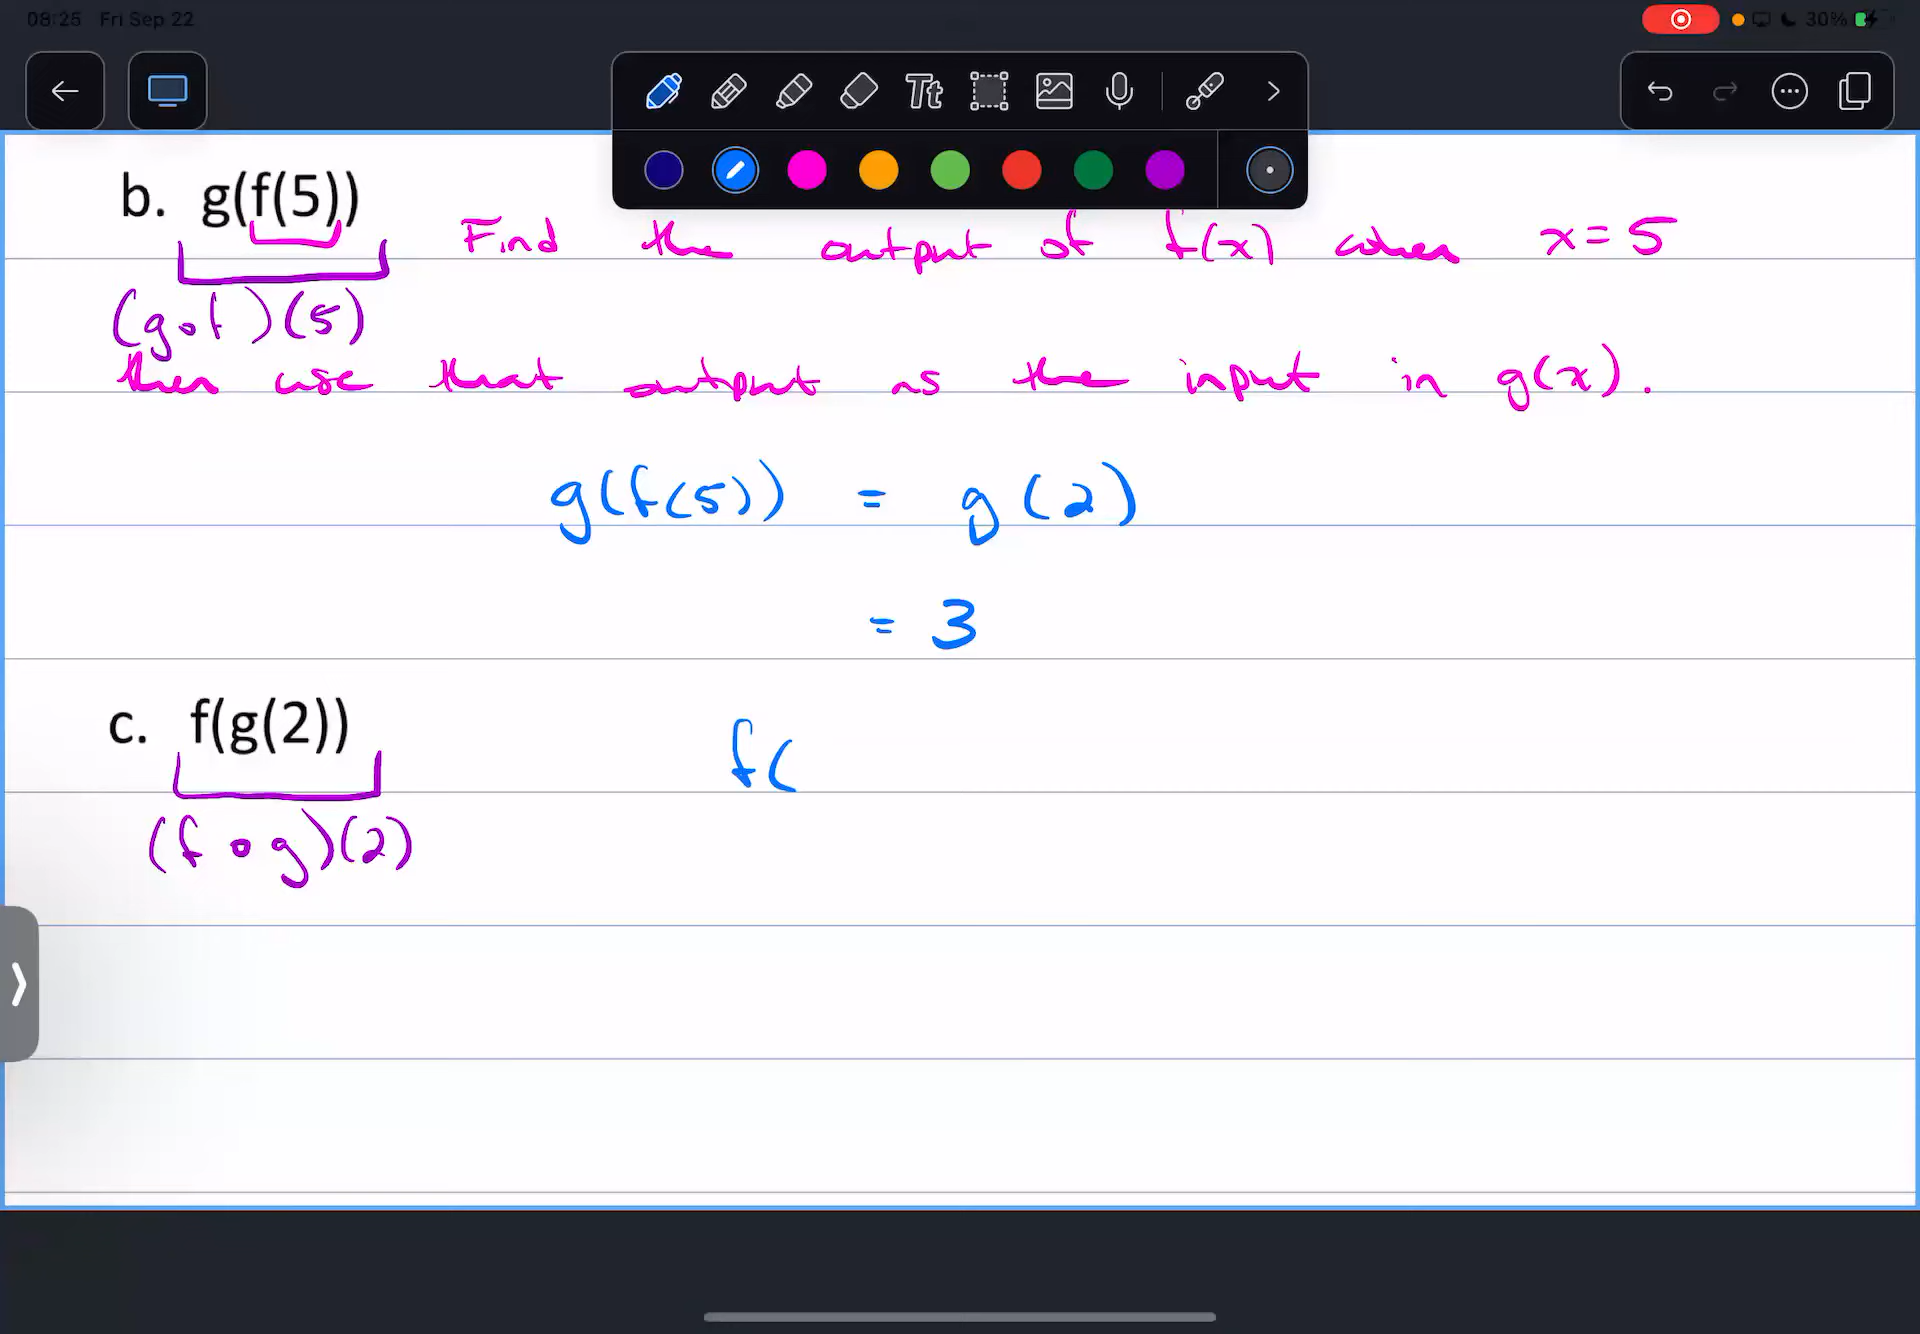 08:25 Fri Sep 22
30%
Tt
b. g(f(5))
Find the output of f(x) when x = 5
(g∘f)(5)
then use that output as the input in g(x).
g(f(5)) = g(2)
= 3
c. f(g(2))
f(
(f∘g)(2)